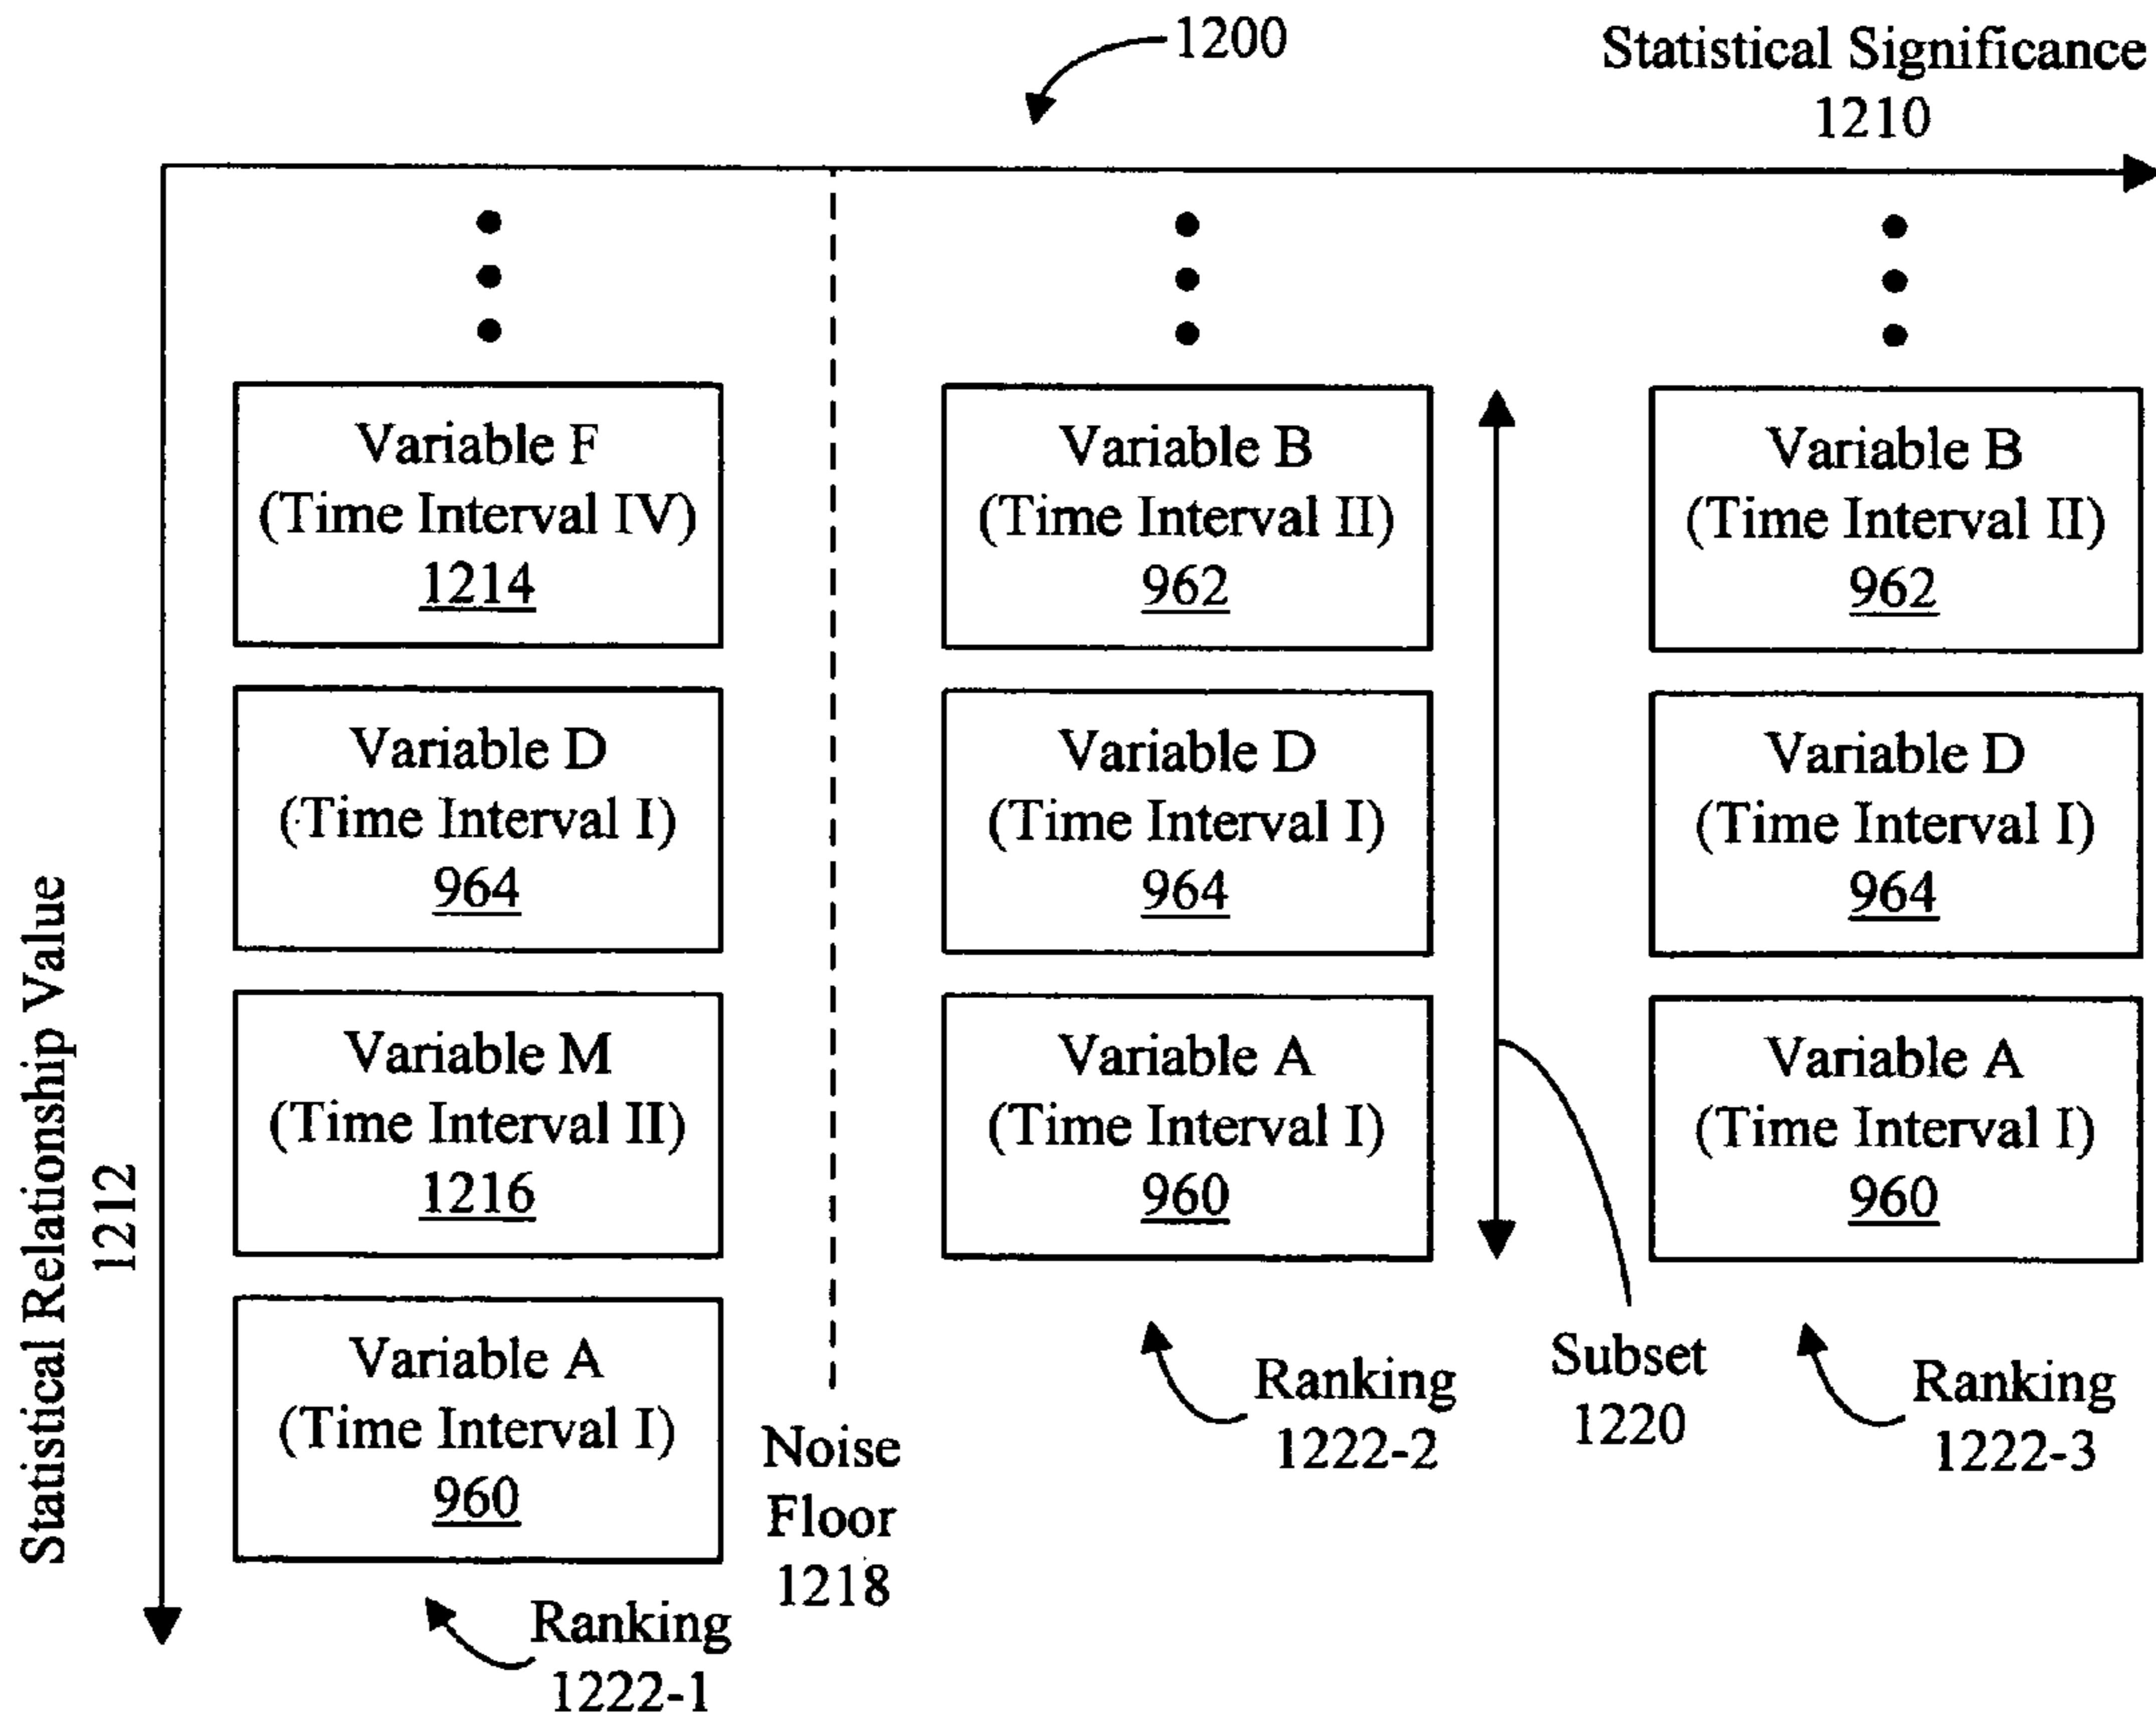 1200
Statistical Significance
1210
Statistical Relationship Value
1212
Variable F
(Time Interval IV)
1214
Variable D
(Time Interval I)
964
Variable M
(Time Interval II)
1216
Variable A
(Time Interval I)
960
Ranking
1222-1
Noise
Floor
1218
Variable B
(Time Interval II)
962
Variable D
(Time Interval I)
964
Variable A
(Time Interval I)
960
Ranking
1222-2
Subset
1220
Variable B
(Time Interval II)
962
Variable D
(Time Interval I)
964
Variable A
(Time Interval I)
960
Ranking
1222-3